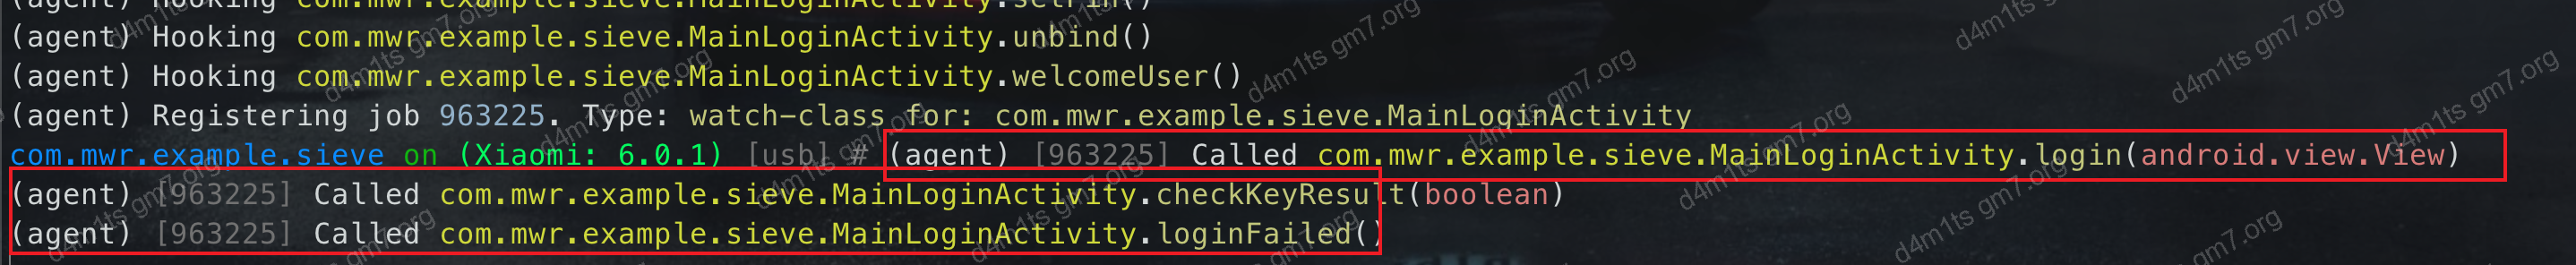 (agent) Hooking com.mwr.example.sieve.MainLoginActivity.setPin()
(agent) Hooking com.mwr.example.sieve.MainLoginActivity.unbind()
(agent) Hooking com.mwr.example.sieve.MainLoginActivity.welcomeUser()
(agent) Registering job 963225. Type: watch-class for: com.mwr.example.sieve.MainLoginActivity
com.mwr.example.sieve on (Xiaomi: 6.0.1) [usb] # (agent) [963225] Called com.mwr.example.sieve.MainLoginActivity.login(android.view.View)
(agent) [963225] Called com.mwr.example.sieve.MainLoginActivity.checkKeyResult(boolean)
(agent) [963225] Called com.mwr.example.sieve.MainLoginActivity.loginFailed()
d4m1ts gm7.org